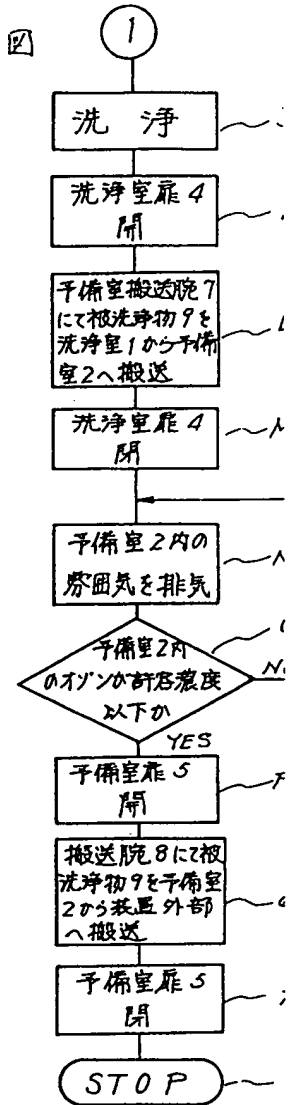 図
1
洗 浄
洗浄室扉4
開
予備室搬送腕7
にて被洗浄物9を
洗浄室1から予備
室2へ搬送
洗浄室扉4
閉
予備室2内の
雰囲気を排気
予備室2内
のオゾンが許容濃度
以下か
YES
予備室扉5
開
搬送腕8にて被
洗浄物9を予備室
2から装置外部
へ搬送
予備室扉5
閉
STOP